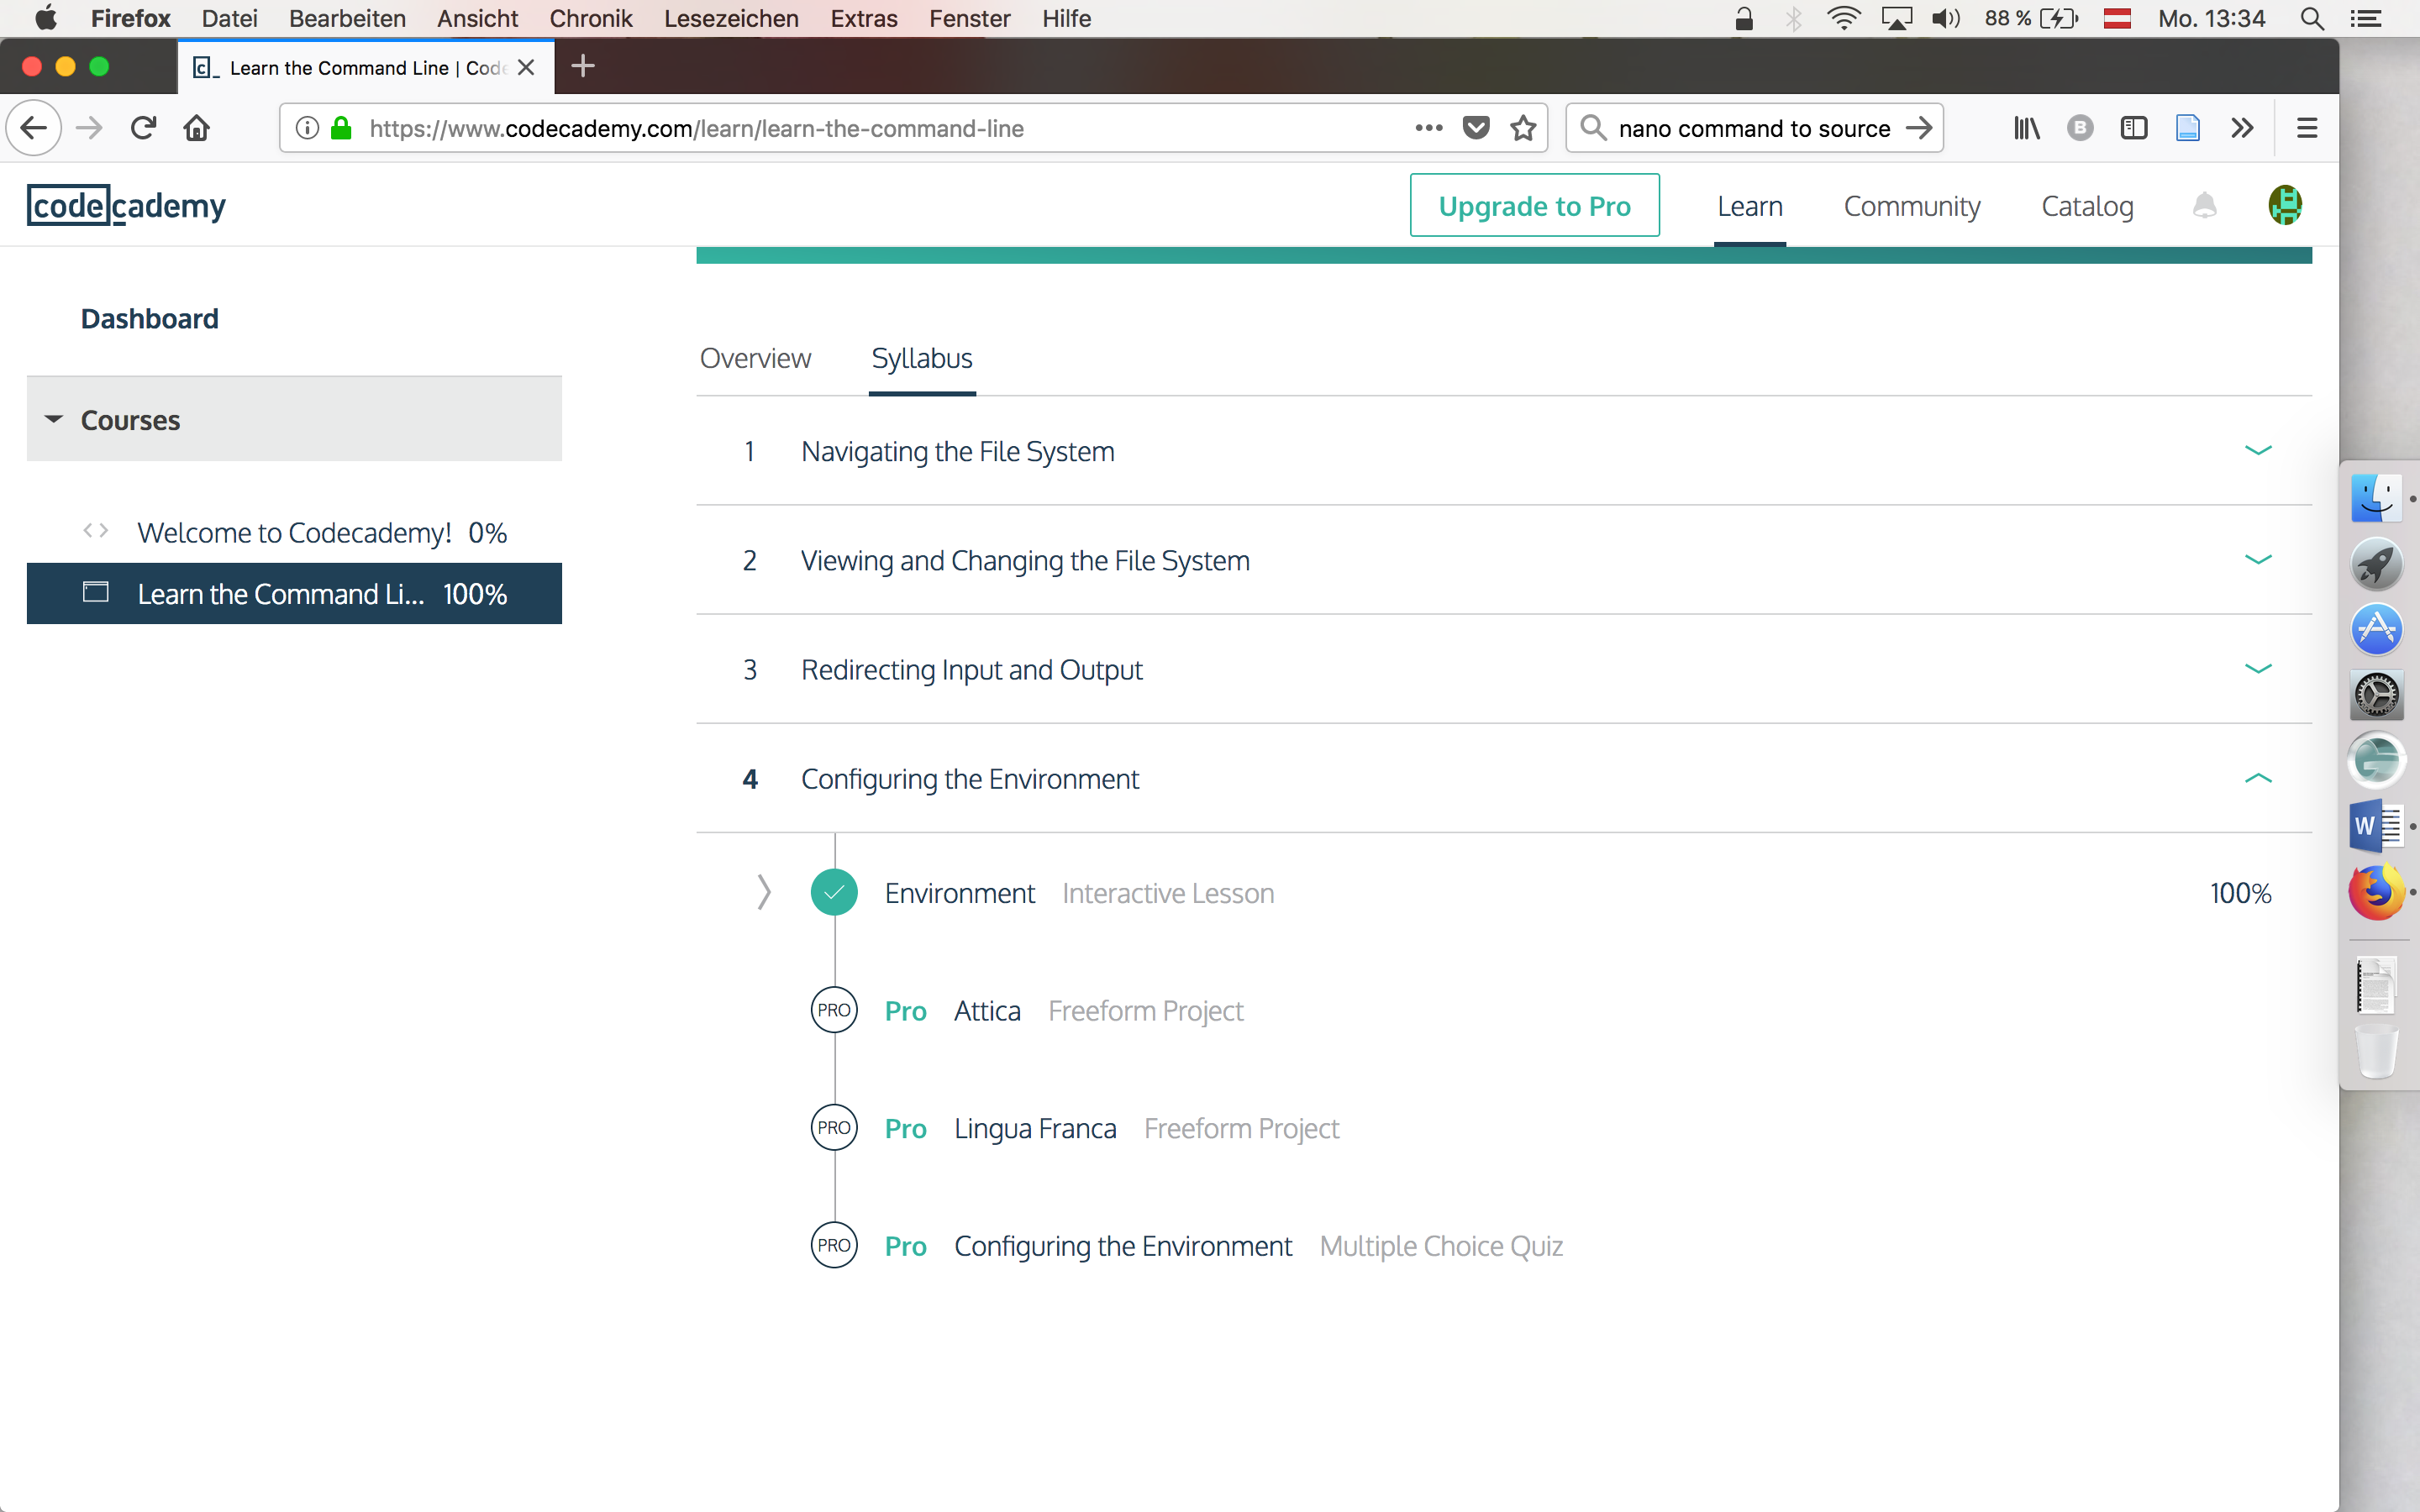 Firefox Datei Bearbeiten Ansicht Chronik Lesezeichen Extras Fenster Hilfe 88 % Mo. 13:34
Learn the Command Line | Code
https://www.codecademy.com/learn/learn-the-command-line
nano command to source
B
codecademy
Upgrade to Pro Learn Community Catalog
Dashboard
Courses
Welcome to Codecademy! 0%
Learn the Command Li... 100%
Overview Syllabus
1 Navigating the File System
2 Viewing and Changing the File System
3 Redirecting Input and Output
4 Configuring the Environment
Environment Interactive Lesson 100%
PRO Pro Attica Freeform Project
PRO Pro Lingua Franca Freeform Project
PRO Pro Configuring the Environment Multiple Choice Quiz
W